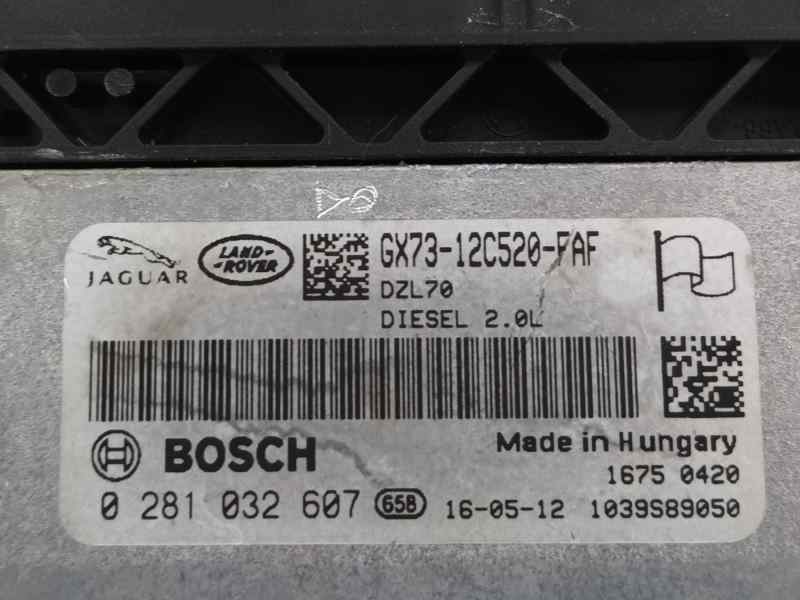 JAGUAR
LAND-
-ROVER
GX73-12C520-FAF
DZL70
DIESEL 2.0L
BOSCH
Made in Hungary
1675 0420
0 281 032 607 658 16-05-12 1039S89050